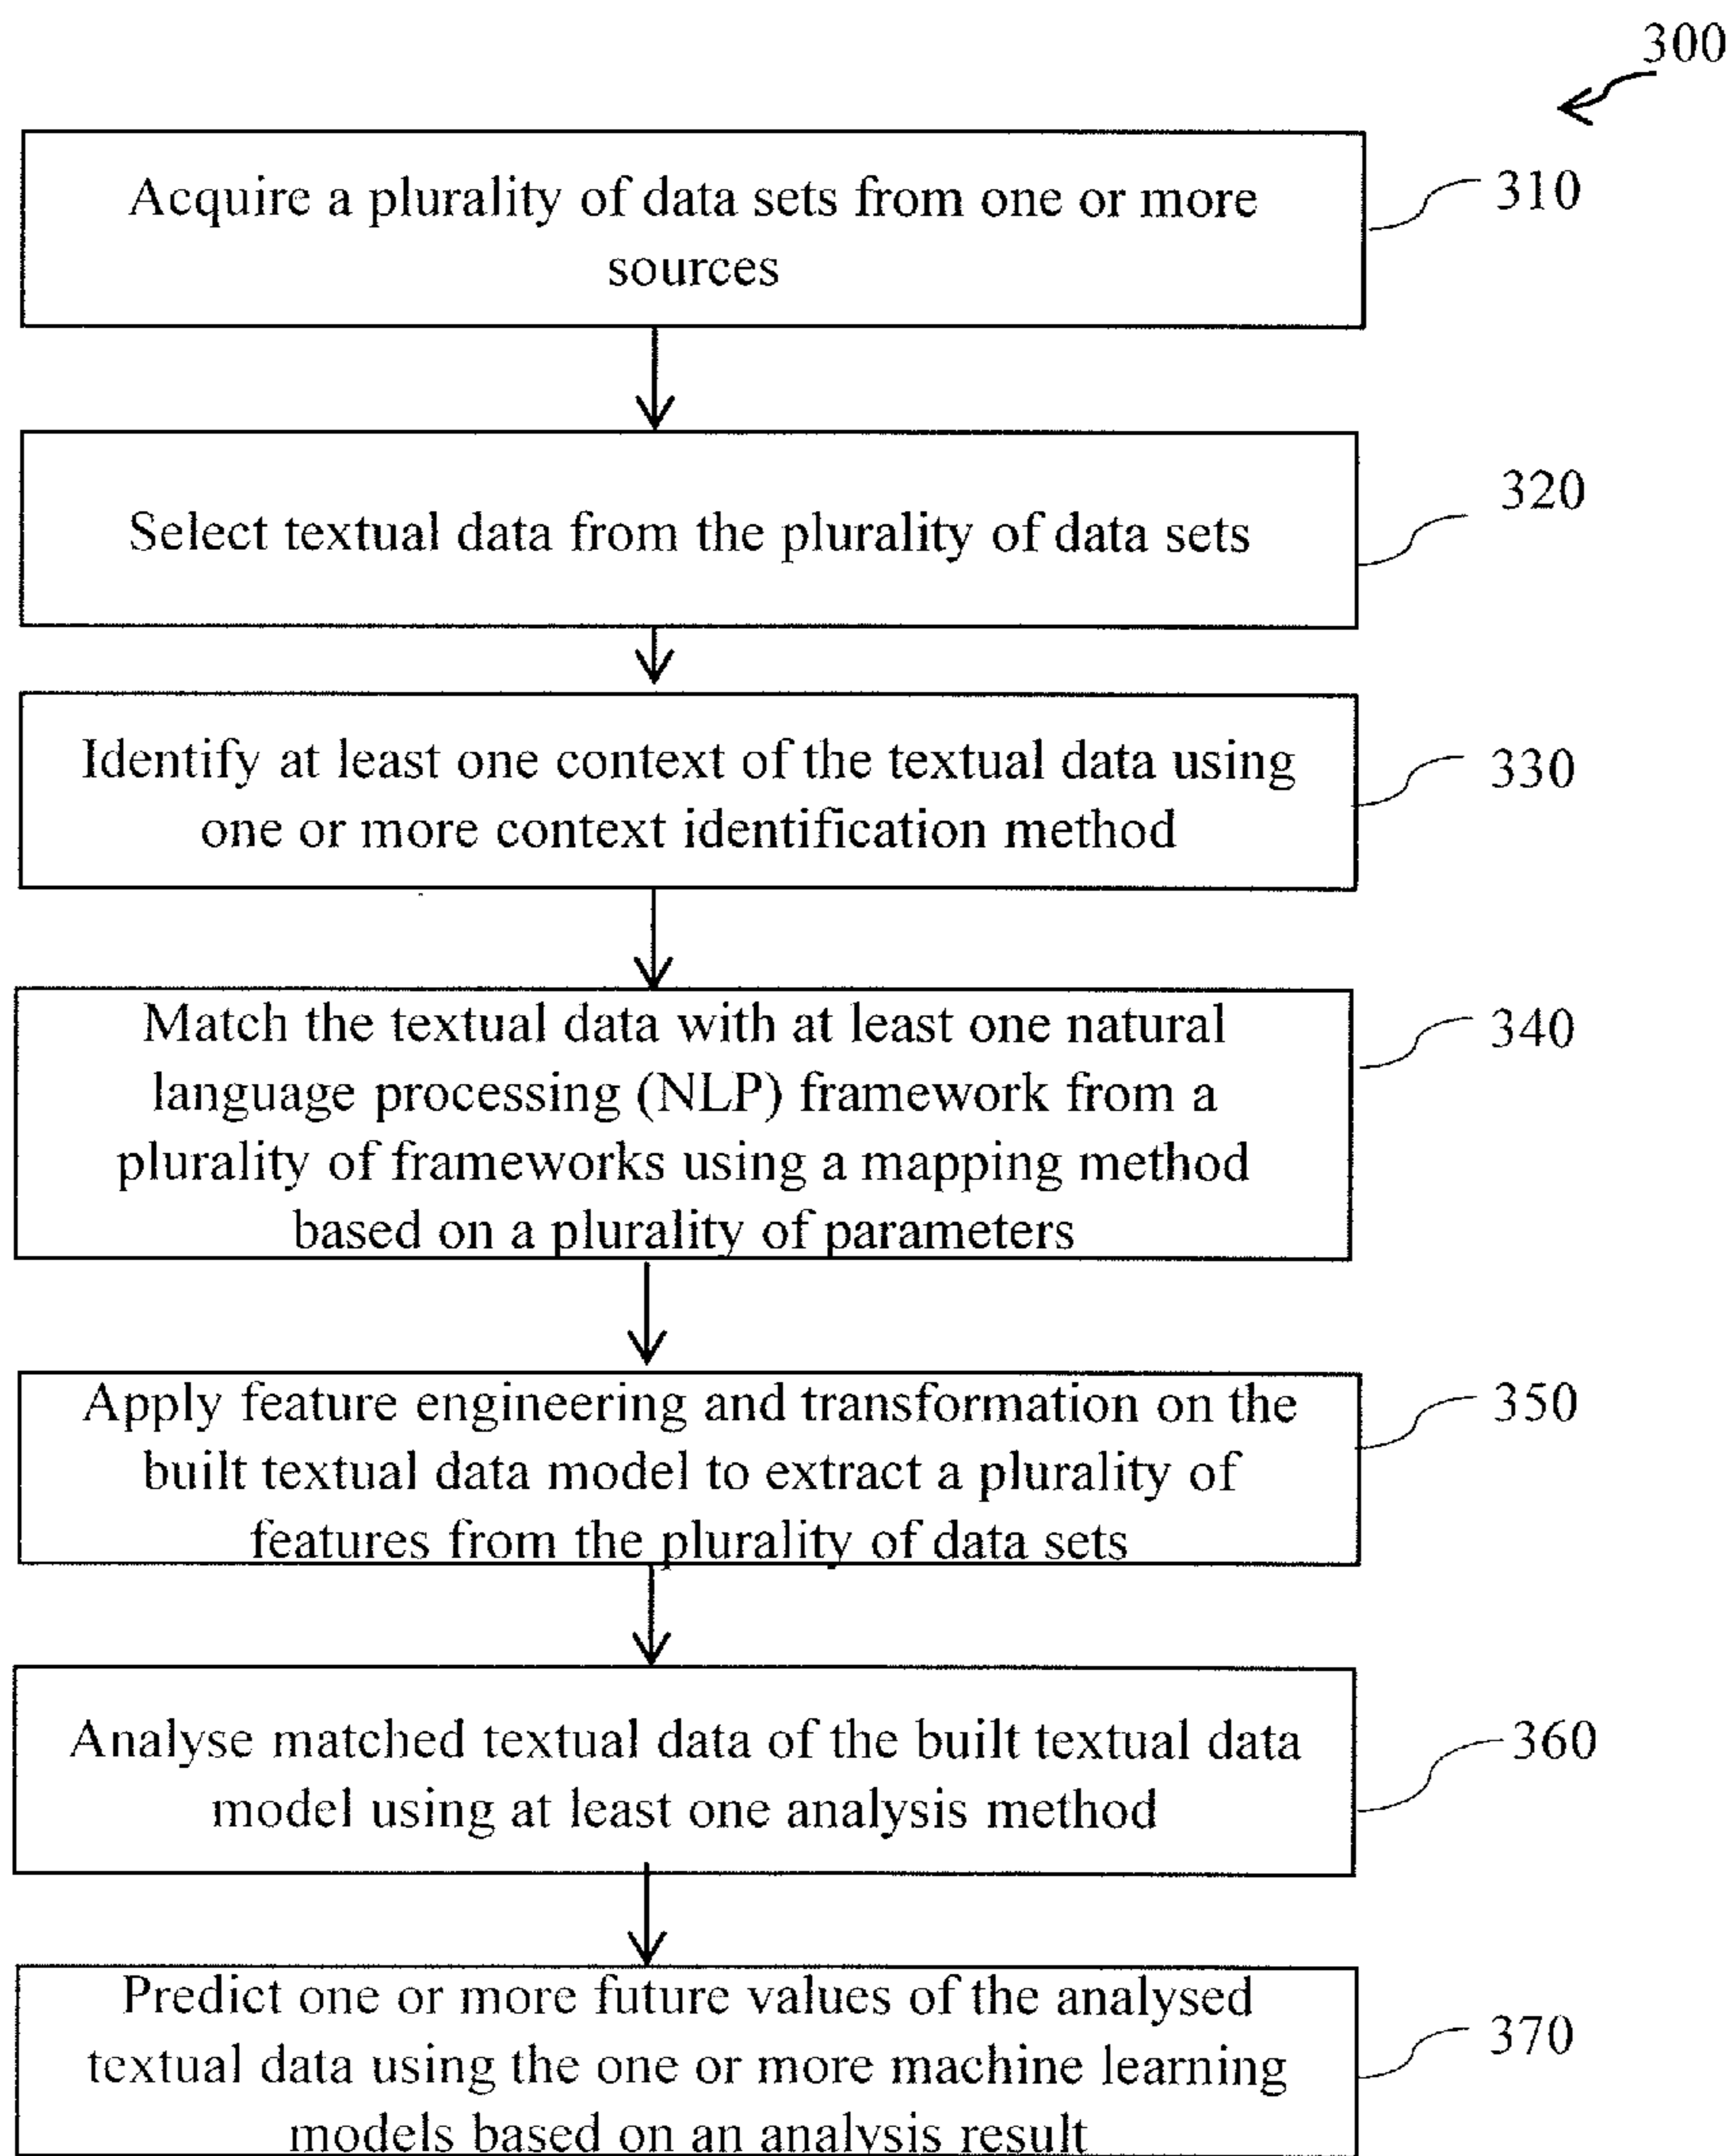 300
Acquire a plurality of data sets from one or more
sources
310
Select textual data from the plurality of data sets
320
Identify at least one context of the textual data using
one or more context identification method
330
Match the textual data with at least one natural
language processing (NLP) framework from a
plurality of frameworks using a mapping method
based on a plurality of parameters
340
Apply feature engineering and transformation on the
built textual data model to extract a plurality of
features from the plurality of data sets
350
Analyse matched textual data of the built textual data
model using at least one analysis method
360
Predict one or more future values of the analysed
textual data using the one or more machine learning
models based on an analysis result
370